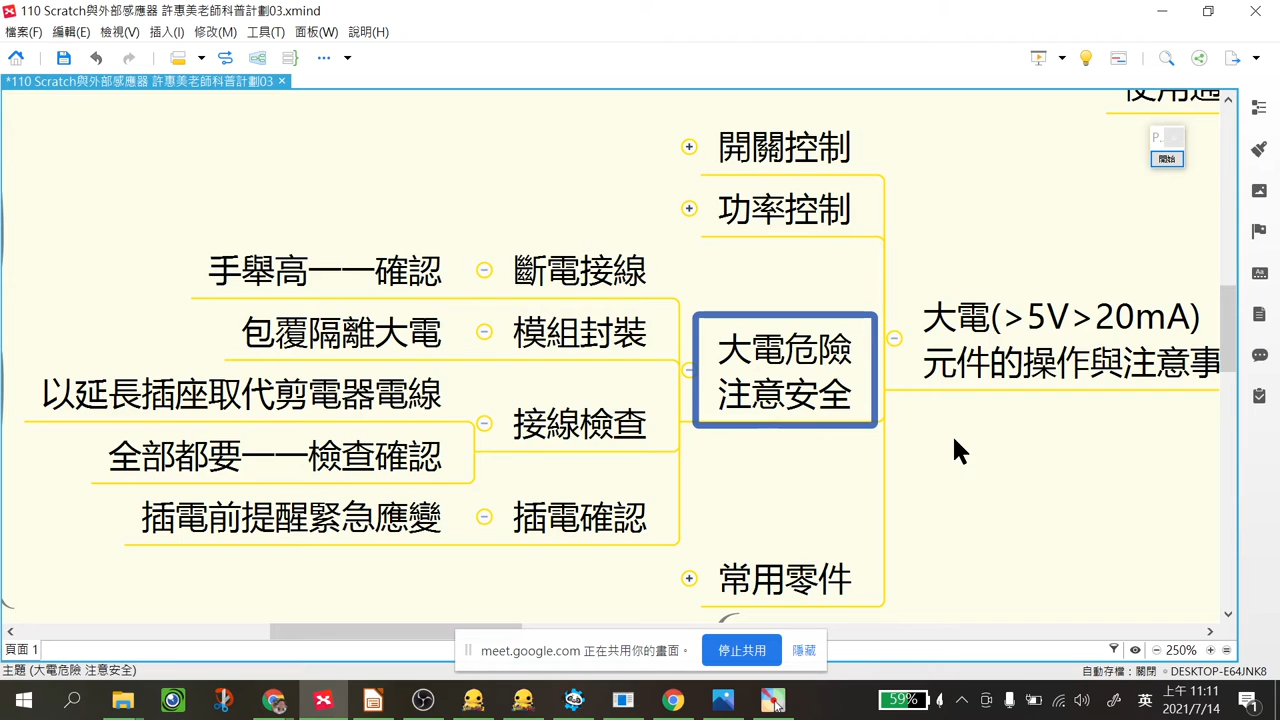 110 Scratch與外部感應器 許惠美老師科普計劃03.xmind
檔案(F) 編輯(E) 檢視(V) 插入(I) 修改(M) 工具(T) 面板(W) 說明(H)
*110 Scratch與外部感應器 許惠美老師科普計劃03
P..
開始
開關控制
功率控制
手舉高一一確認
斷電接線
包覆隔離大電
模組封裝
大電危險
注意安全
大電(>5V>20mA)
元件的操作與注意事
以延長插座取代剪電器電線
接線檢查
全部都要一一檢查確認
插電前提醒緊急應變
插電確認
常用零件
頁面 1
meet.google.com 正在共用你的畫面。
停止共用
隱藏
250%
主題 (大電危險 注意安全)
自動存檔：關閉
DESKTOP-E64JNK8
59%
英
上午 11:11
2021/7/14
1